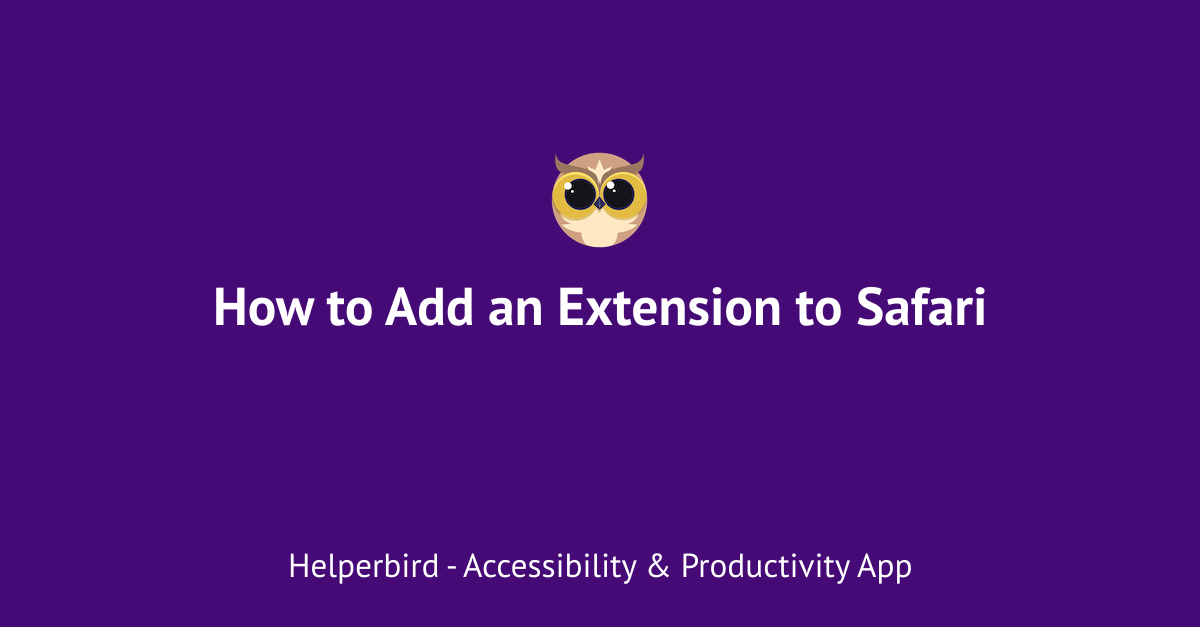 How to Add an Extension to Safari
Helperbird - Accessibility & Productivity App